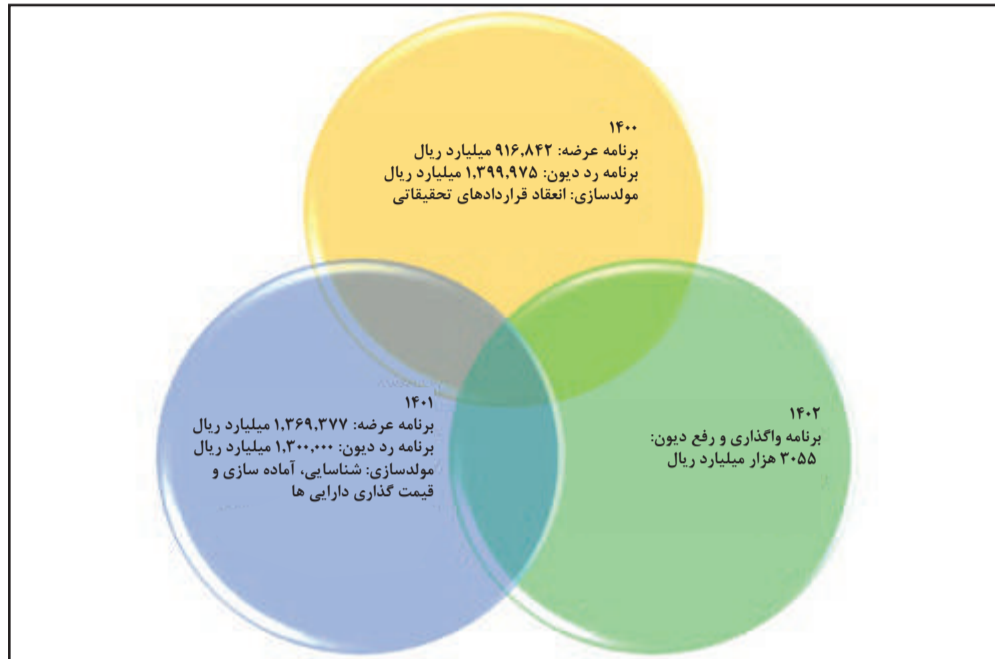 ۱۴۰۰
برنامه عرضه: ۹۱۶,۸۴۲ میلیارد ریال
برنامه رد دیون: ۱,۳۹۹,۹۷۵ میلیارد ریال
مولدسازی: انعقاد قراردادهای تحقیقاتی
۱۴۰۱
برنامه عرضه: ۱,۳۶۹,۳۷۷ میلیارد ریال
برنامه رد دیون: ۱,۳۰۰,۰۰۰ میلیارد ریال
مولدسازی: شناسایی، آماده سازی و
قیمت گذاری دارایی ها
۱۴۰۲
برنامه واگذاری و رفع دیون:
۳۰۵۵ هزار میلیارد ریال